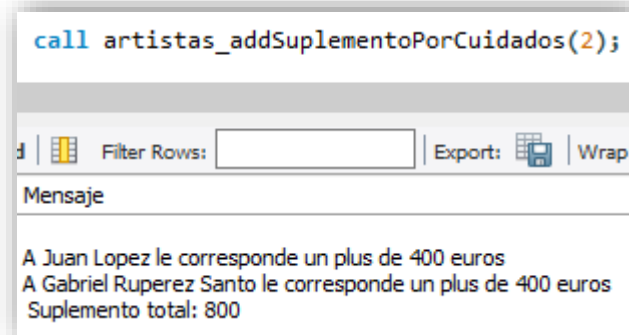 call artistas_addSuplementoPorCuidados(2);
Filter Rows: Export: Wrap
Mensaje
A Juan Lopez le corresponde un plus de 400 euros
A Gabriel Ruperez Santo le corresponde un plus de 400 euros
Suplemento total: 800